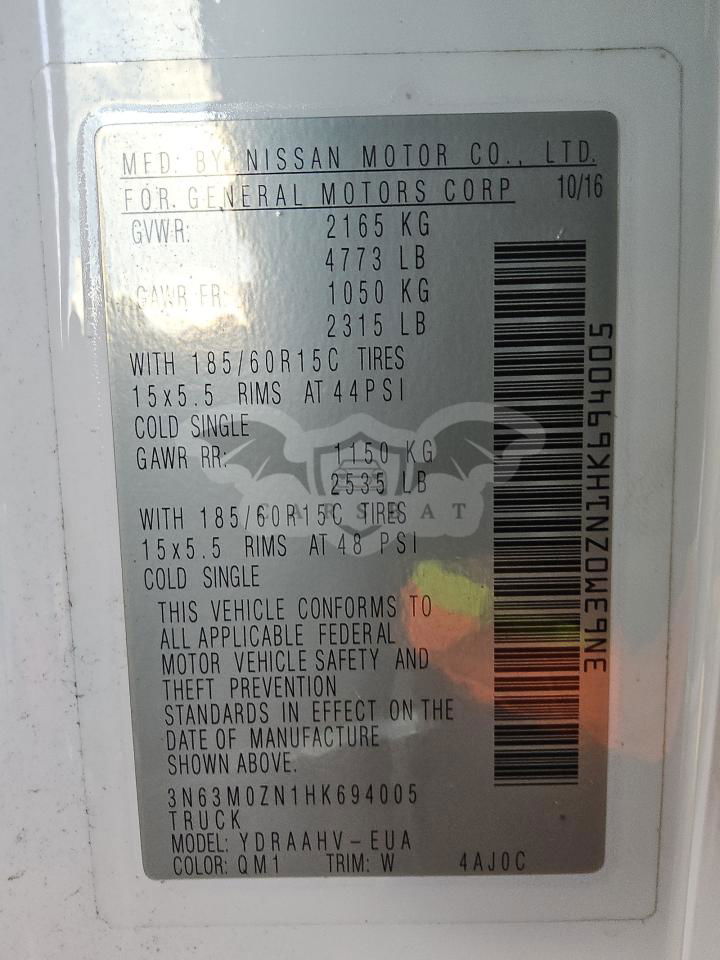 MFD. BY NISSAN MOTOR CO., LTD.
FOR GENERAL MOTORS CORP 10/16
GVWR: 2165 KG
4773 LB
GAWR FR: 1050 KG
2315 LB
WITH 185/60R15C TIRES
15x5.5 RIMS AT 44PSI
COLD SINGLE
GAWR RR: 1150 KG
2535 LB
WITH 185/60R15C TIRES
15x5.5 RIMS AT 48 PSI
COLD SINGLE
THIS VEHICLE CONFORMS TO
ALL APPLICABLE FEDERAL
MOTOR VEHICLE SAFETY AND
THEFT PREVENTION
STANDARDS IN EFFECT ON THE
DATE OF MANUFACTURE
SHOWN ABOVE.
3N63M0ZN1HK694005
TRUCK
MODEL: YDRAAHV-EUA
COLOR: QM1 TRIM: W 4AJ0C
3N63M0ZN1HK694005
CARSBAT